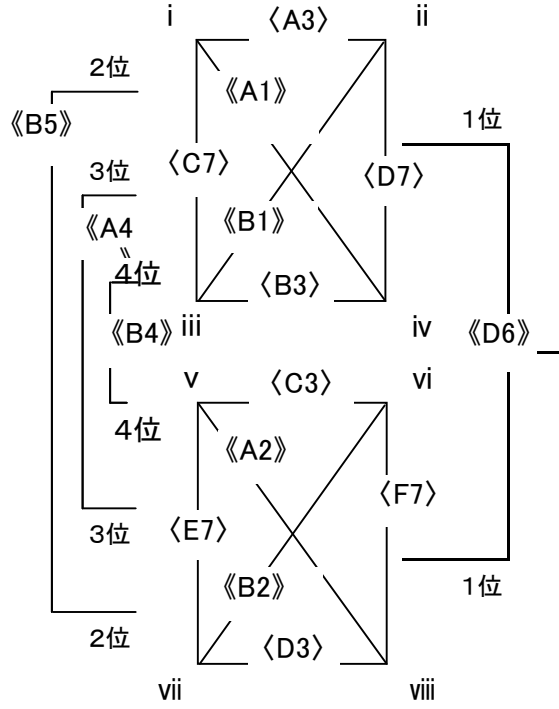 i 〈A3〉 ii
2位 《A1》
《B5》 1位
3位 〈C7〉 〈D7〉
《A4 《B1》
》
4位 〈B3〉
《B4》 iii iv 《D6》
v 〈C3〉 vi
4位 《A2》
〈F7〉
3位 〈E7〉
《B2》 1位
2位 〈D3〉
vii viii